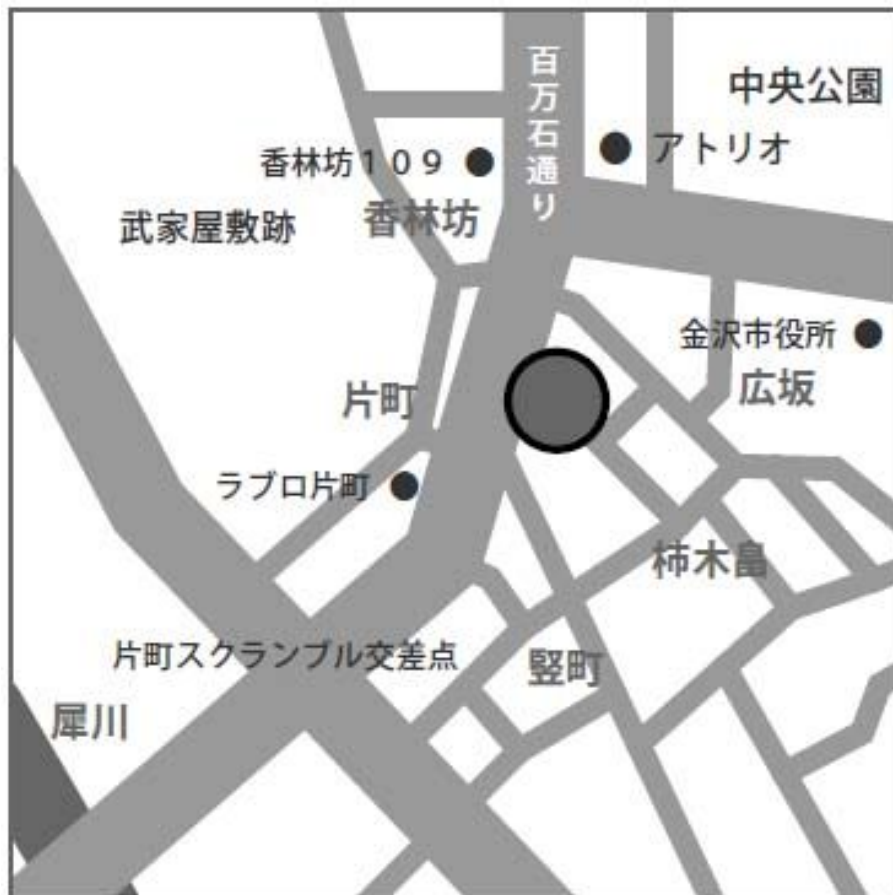 百万石通り
中央公園
アトリオ
香林坊１０９
香林坊
武家屋敷跡
金沢市役所
広坂
片町
ラブロ片町
柿木畠
片町スクランブル交差点
竪町
犀川